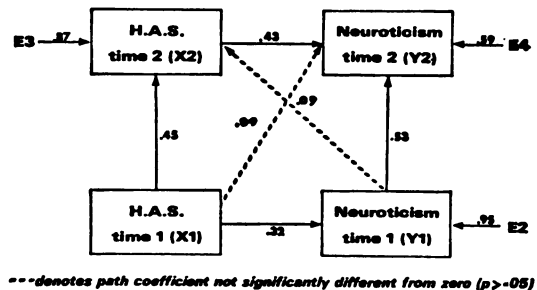 H.A.S.
time 2 (X2)
Neuroticism
time 2 (Y2)
E3
.87
.43
.59
E4
.45
.09
.09
.53
H.A.S.
time 1 (X1)
.32
Neuroticism
time 1 (Y1)
.95
E2
---denotes path coefficient not significantly different from zero (p>.05)